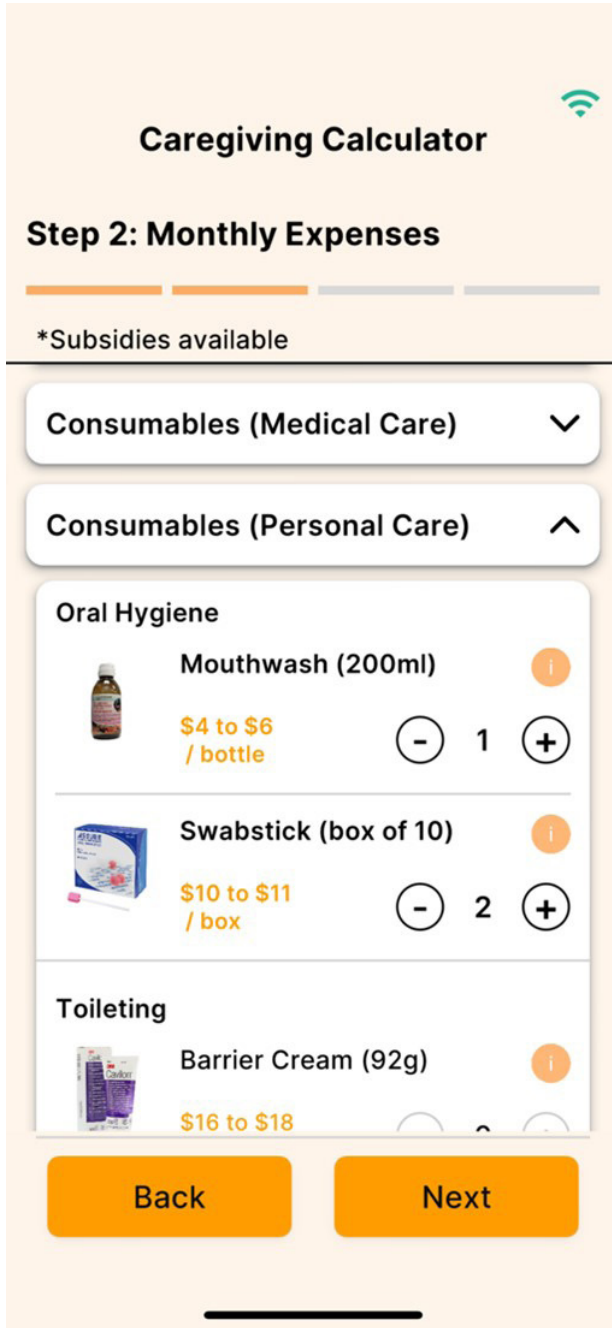 Caregiving Calculator
Step 2: Monthly Expenses
*Subsidies available
Consumables (Medical Care)
Consumables (Personal Care)
Oral Hygiene
Mouthwash (200ml)
i
$4 to $6
/ bottle
-
1
+
Swabstick (box of 10)
i
$10 to $11
/ box
-
2
+
Toileting
Barrier Cream (92g)
i
Cavilon
$16 to $18
Back
Next